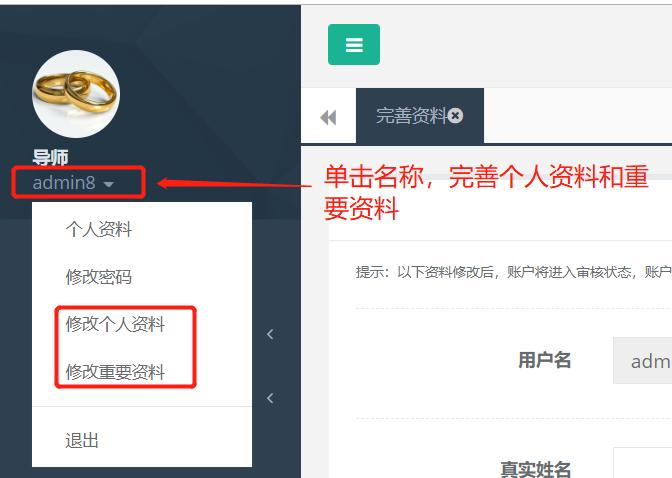 完善资料
导师
admin8
单击名称，完善个人资料和重
要资料
个人资料
修改密码
修改个人资料
修改重要资料
退出
提示：以下资料修改后，账户将进入审核状态，账户
用户名
adm
真实姓名